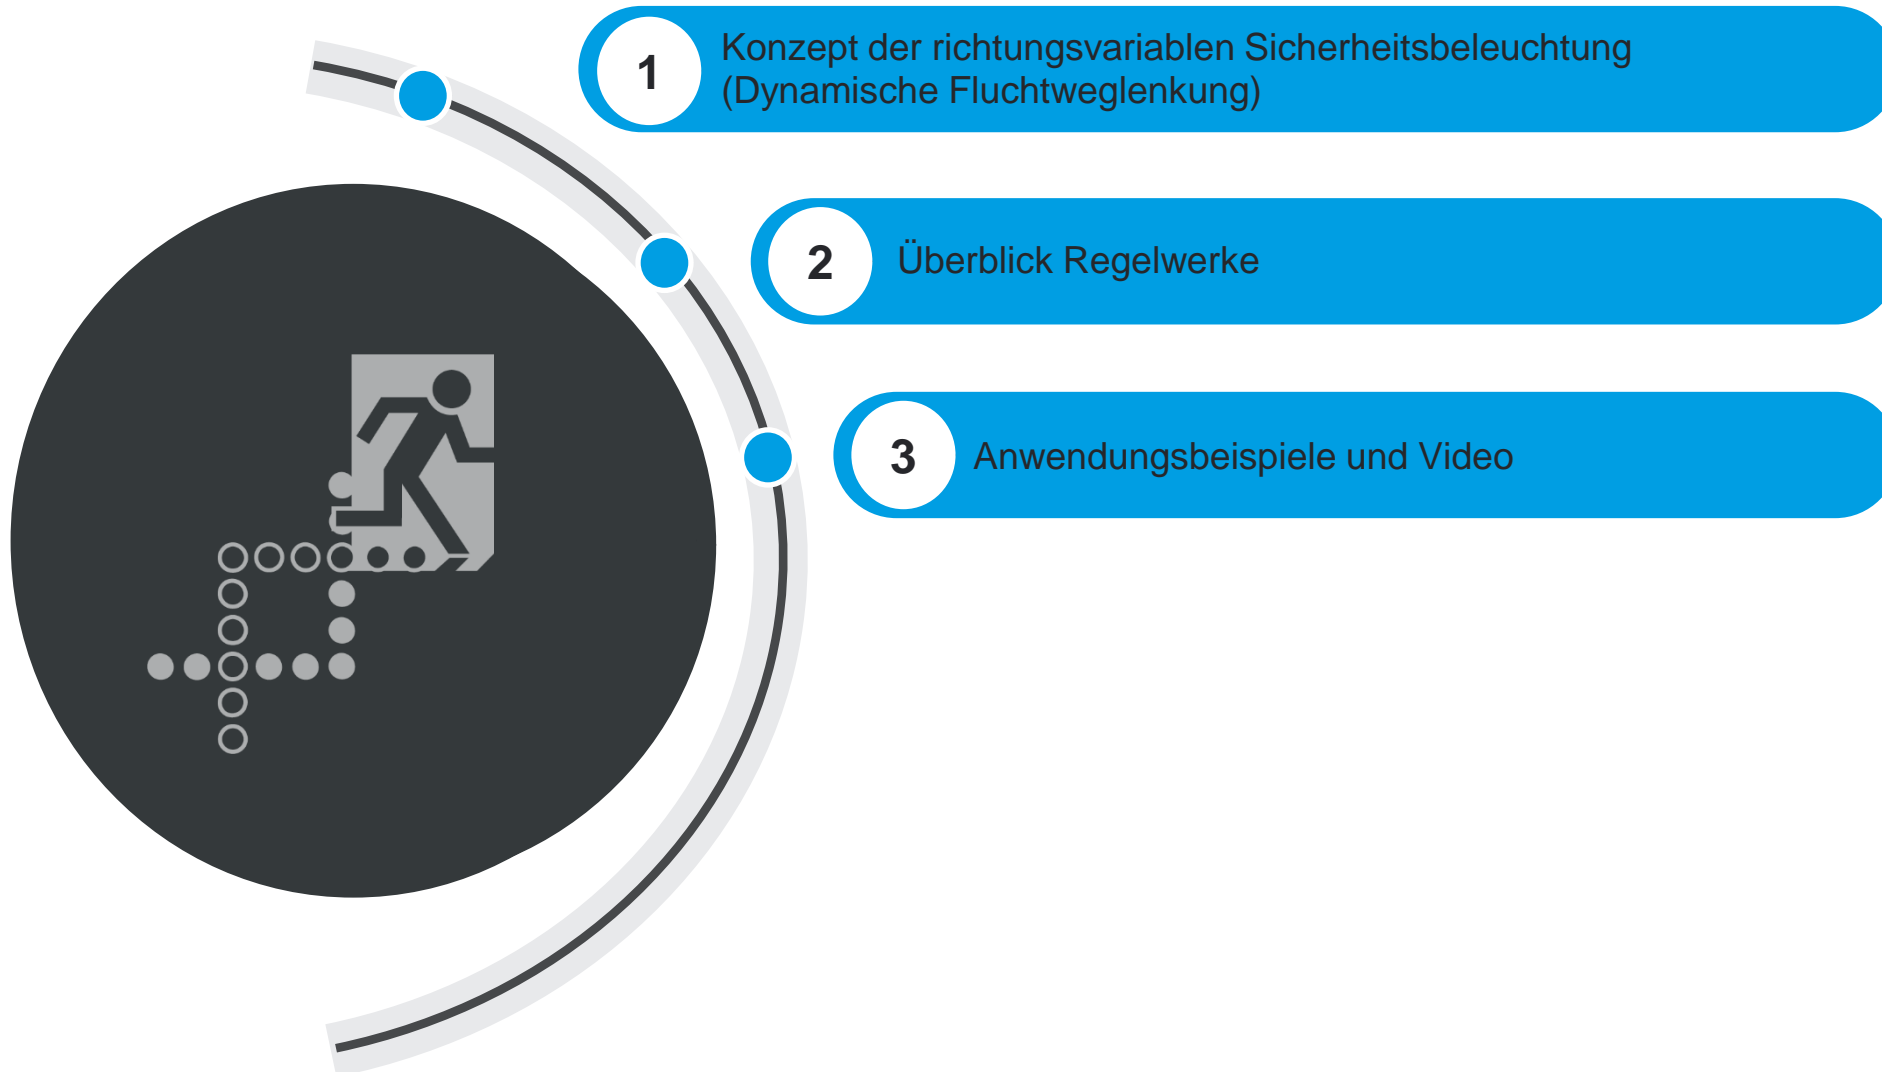 1
Konzept der richtungsvariablen Sicherheitsbeleuchtung
(Dynamische Fluchtweglenkung)
2
Überblick Regelwerke
3
Anwendungsbeispiele und Video